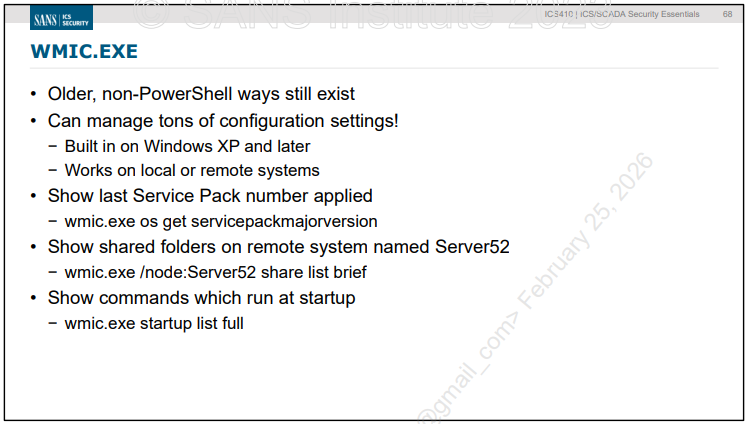 © SANS Institute 2026
SANS | ICS SECURITY
ICS410 | ICS/SCADA Security Essentials 68
WMIC.EXE
• Older, non-PowerShell ways still exist
• Can manage tons of configuration settings!
– Built in on Windows XP and later
– Works on local or remote systems
• Show last Service Pack number applied
– wmic.exe os get servicepackmajorversion
• Show shared folders on remote system named Server52
– wmic.exe /node:Server52 share list brief
• Show commands which run at startup
– wmic.exe startup list full
@gmail_com> February 25, 2026